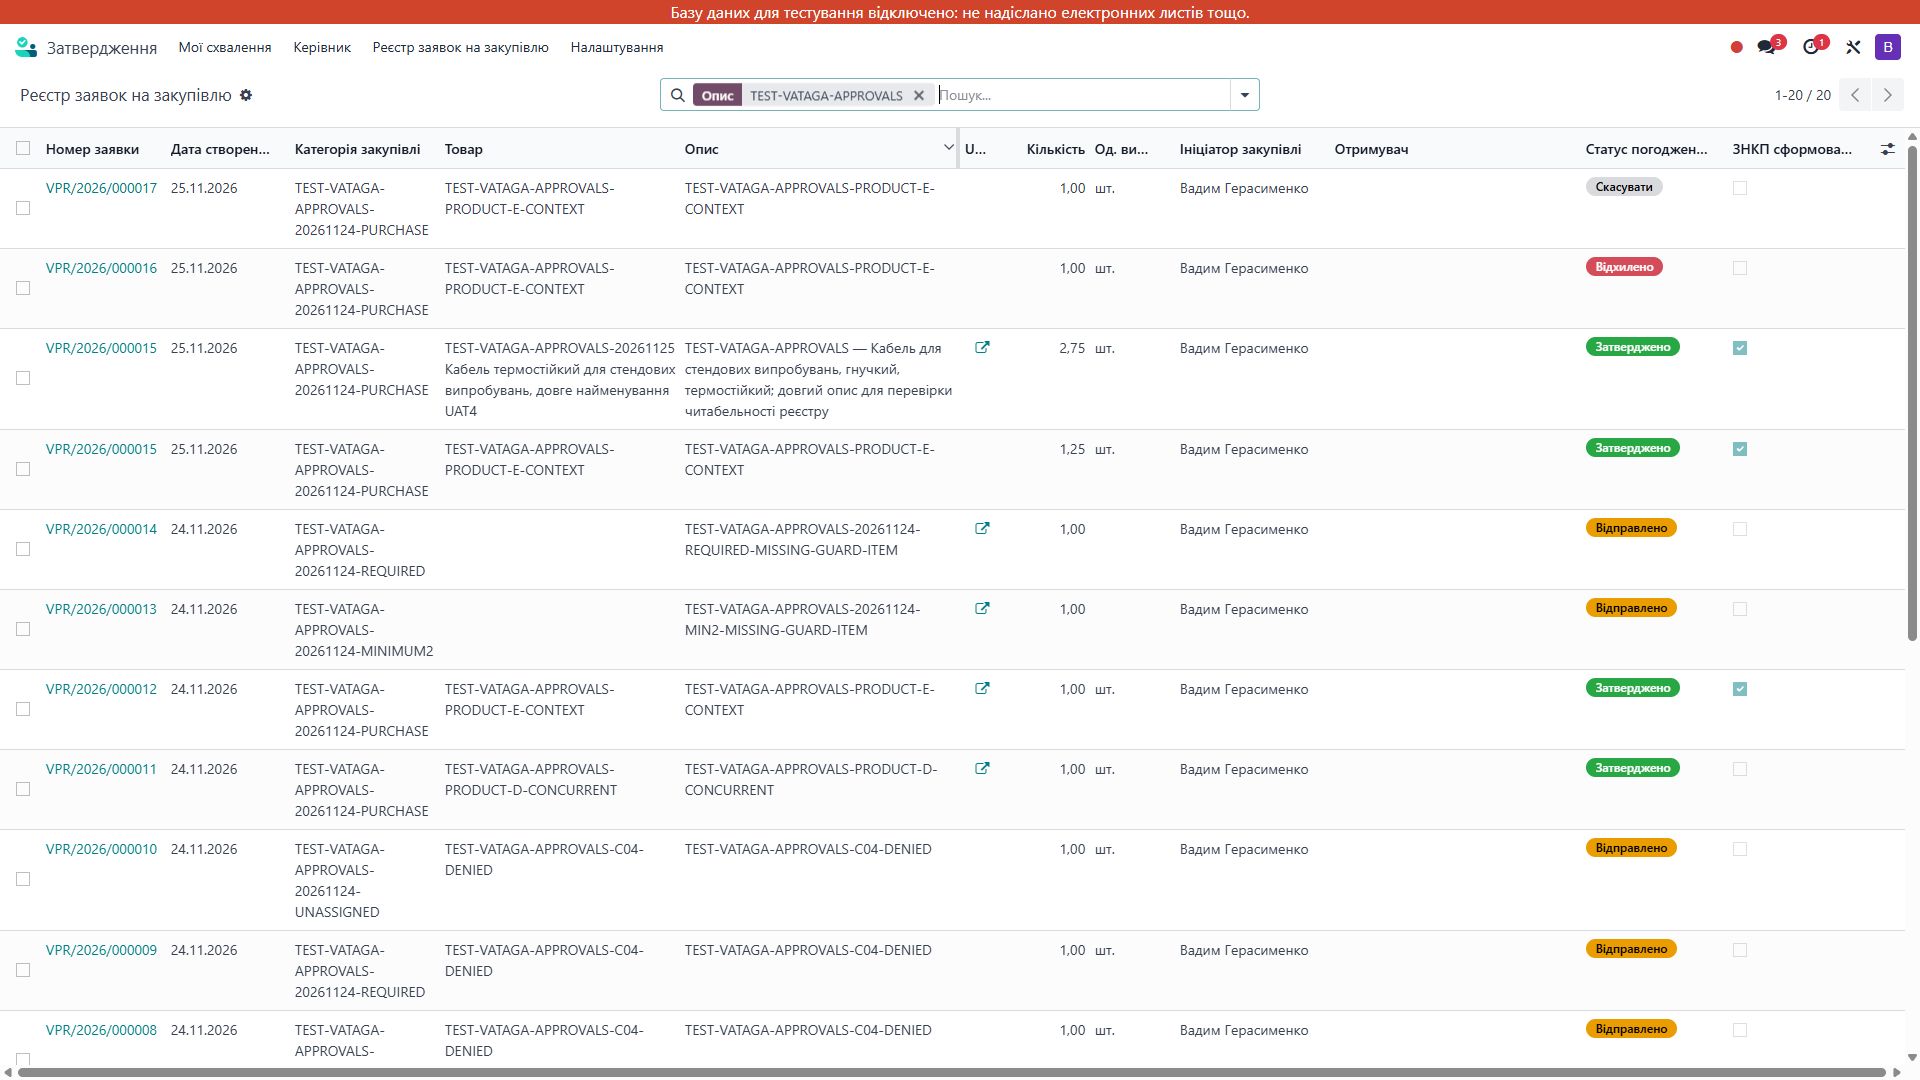 Базу даних для тестування відключено: не надіслано електронних листів тощо.
Затвердження Мої схвалення Керівник Реєстр заявок на закупівлю Налаштування 3 1 B
Реєстр заявок на закупівлю Опис TEST-VATAGA-APPROVALS Пошук... 1-20 / 20
Номер заявки Дата створен... Категорія закупівлі Товар Опис U... Кількість Од. ви... Ініціатор закупівлі Отримувач Статус погоджен... ЗНКП сформова...
VPR/2026/000017 25.11.2026 TEST-VATAGA- TEST-VATAGA-APPROVALS- TEST-VATAGA-APPROVALS-PRODUCT-E- 1,00 шт. Вадим Герасименко Скасувати
APPROVALS- PRODUCT-E-CONTEXT CONTEXT
20261124-PURCHASE
VPR/2026/000016 25.11.2026 TEST-VATAGA- TEST-VATAGA-APPROVALS- TEST-VATAGA-APPROVALS-PRODUCT-E- 1,00 шт. Вадим Герасименко Відхилено
APPROVALS- PRODUCT-E-CONTEXT CONTEXT
20261124-PURCHASE
VPR/2026/000015 25.11.2026 TEST-VATAGA- TEST-VATAGA-APPROVALS-20261125 TEST-VATAGA-APPROVALS — Кабель для 2,75 шт. Вадим Герасименко Затверджено
APPROVALS- Кабель термостійкий для стендових стендових випробувань, гнучкий,
20261124-PURCHASE випробувань, довге найменування термостійкий; довгий опис для перевірки
UAT4 читабельності реєстру
VPR/2026/000015 25.11.2026 TEST-VATAGA- TEST-VATAGA-APPROVALS- TEST-VATAGA-APPROVALS-PRODUCT-E- 1,25 шт. Вадим Герасименко Затверджено
APPROVALS- PRODUCT-E-CONTEXT CONTEXT
20261124-PURCHASE
VPR/2026/000014 24.11.2026 TEST-VATAGA- TEST-VATAGA-APPROVALS-20261124- 1,00 Вадим Герасименко Відправлено
APPROVALS- REQUIRED-MISSING-GUARD-ITEM
20261124-REQUIRED
VPR/2026/000013 24.11.2026 TEST-VATAGA- TEST-VATAGA-APPROVALS-20261124- 1,00 Вадим Герасименко Відправлено
APPROVALS- MIN2-MISSING-GUARD-ITEM
20261124-MINIMUM2
VPR/2026/000012 24.11.2026 TEST-VATAGA- TEST-VATAGA-APPROVALS- TEST-VATAGA-APPROVALS-PRODUCT-E- 1,00 шт. Вадим Герасименко Затверджено
APPROVALS- PRODUCT-E-CONTEXT CONTEXT
20261124-PURCHASE
VPR/2026/000011 24.11.2026 TEST-VATAGA- TEST-VATAGA-APPROVALS- TEST-VATAGA-APPROVALS-PRODUCT-D- 1,00 шт. Вадим Герасименко Затверджено
APPROVALS- PRODUCT-D-CONCURRENT CONCURRENT
20261124-PURCHASE
VPR/2026/000010 24.11.2026 TEST-VATAGA- TEST-VATAGA-APPROVALS-C04- TEST-VATAGA-APPROVALS-C04-DENIED 1,00 шт. Вадим Герасименко Відправлено
APPROVALS- DENIED
20261124-
UNASSIGNED
VPR/2026/000009 24.11.2026 TEST-VATAGA- TEST-VATAGA-APPROVALS-C04- TEST-VATAGA-APPROVALS-C04-DENIED 1,00 шт. Вадим Герасименко Відправлено
APPROVALS- DENIED
20261124-REQUIRED
VPR/2026/000008 24.11.2026 TEST-VATAGA- TEST-VATAGA-APPROVALS-C04- TEST-VATAGA-APPROVALS-C04-DENIED 1,00 шт. Вадим Герасименко Відправлено
APPROVALS- DENIED